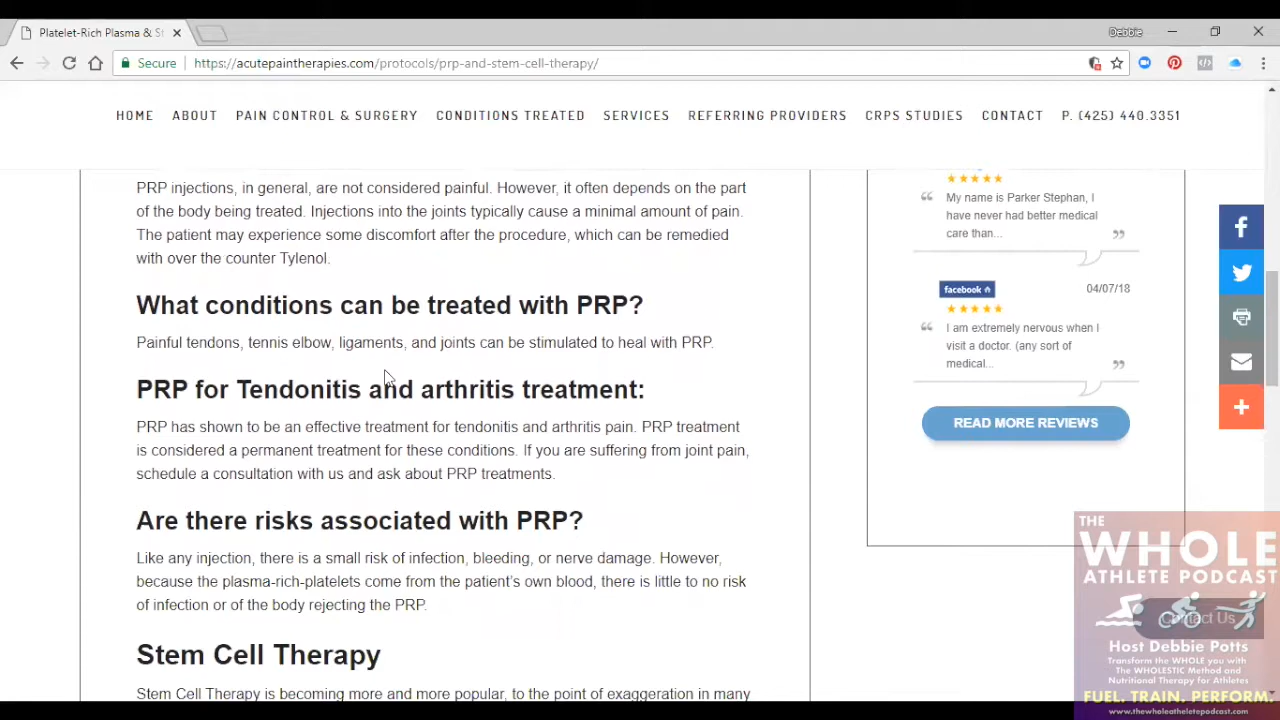 Platelet-Rich Plasma & St
Debbie
Secure
https://acutepaintherapies.com/protocols/prp-and-stem-cell-therapy/
HOME ABOUT PAIN CONTROL & SURGERY CONDITIONS TREATED SERVICES REFERRING PROVIDERS CRPS STUDIES CONTACT P. (425) 440.3351
PRP injections, in general, are not considered painful. However, it often depends on the part
of the body being treated. Injections into the joints typically cause a minimal amount of pain.
The patient may experience some discomfort after the procedure, which can be remedied
with over the counter Tylenol.
What conditions can be treated with PRP?
Painful tendons, tennis elbow, ligaments, and joints can be stimulated to heal with PRP.
PRP for Tendonitis and arthritis treatment:
PRP has shown to be an effective treatment for tendonitis and arthritis pain. PRP treatment
is considered a permanent treatment for these conditions. If you are suffering from joint pain,
schedule a consultation with us and ask about PRP treatments.
Are there risks associated with PRP?
Like any injection, there is a small risk of infection, bleeding, or nerve damage. However,
because the plasma-rich-platelets come from the patient's own blood, there is little to no risk
of infection or of the body rejecting the PRP.
Stem Cell Therapy
Stem Cell Therapy is becoming more and more popular, to the point of exaggeration in many
My name is Parker Stephan, I
have never had better medical
care than...
facebook
04/07/18
I am extremely nervous when I
visit a doctor. (any sort of
medical...
READ MORE REVIEWS
THE
WHOLE
ATHLETE PODCAST
Contact Us
Host Debbie Potts
Transform the WHOLE you with
The WHOLESTIC Method and
Nutritional Therapy for Athletes
FUEL. TRAIN. PERFORM.
www.thewholeathletepodcast.com